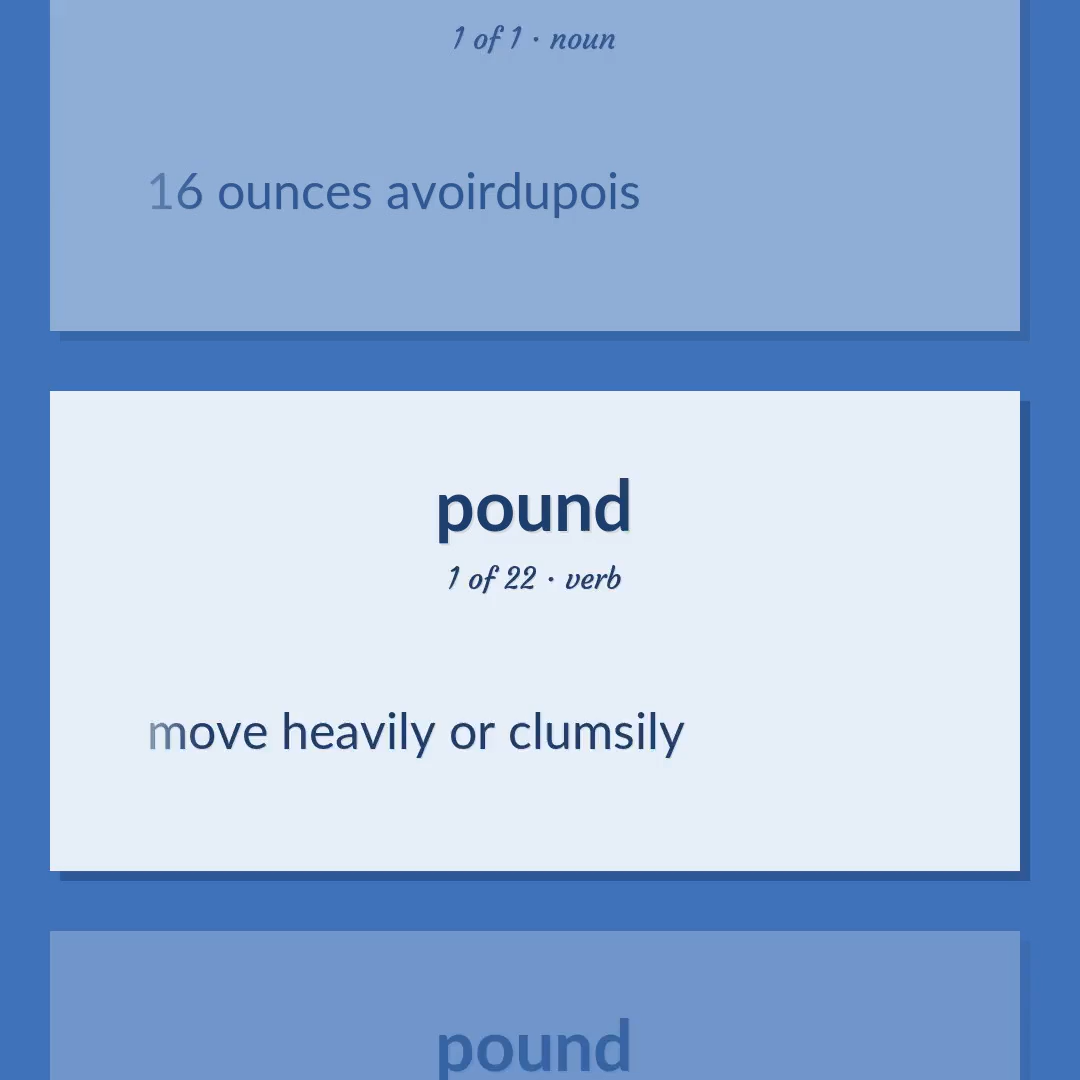 1 of 1 · noun
16 ounces avoirdupois
pound
1 of 22 · verb
move heavily or clumsily
pound